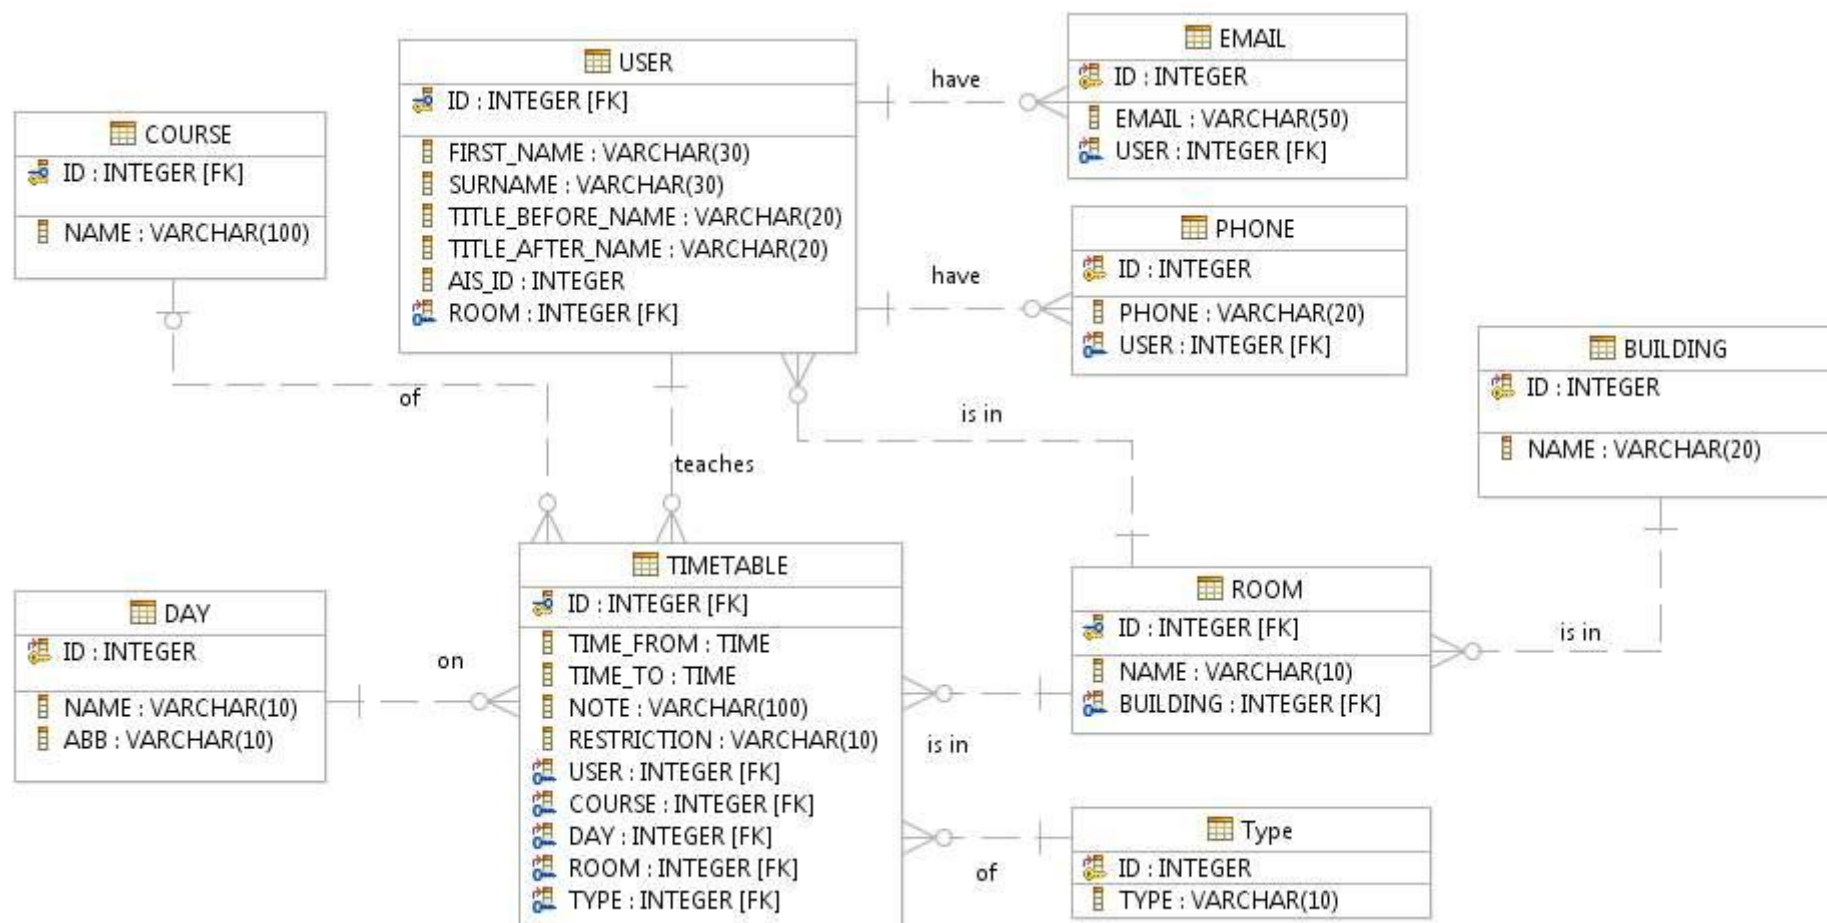 USER
ID : INTEGER [FK]
FIRST_NAME : VARCHAR(30)
SURNAME : VARCHAR(30)
TITLE_BEFORE_NAME : VARCHAR(20)
TITLE_AFTER_NAME : VARCHAR(20)
AIS_ID : INTEGER
ROOM : INTEGER [FK]
have
EMAIL
ID : INTEGER
EMAIL : VARCHAR(50)
USER : INTEGER [FK]
COURSE
ID : INTEGER [FK]
NAME : VARCHAR(100)
have
PHONE
ID : INTEGER
PHONE : VARCHAR(20)
USER : INTEGER [FK]
BUILDING
ID : INTEGER
NAME : VARCHAR(20)
of
is in
teaches
DAY
ID : INTEGER
NAME : VARCHAR(10)
ABB : VARCHAR(10)
on
TIMETABLE
ID : INTEGER [FK]
TIME_FROM : TIME
TIME_TO : TIME
NOTE : VARCHAR(100)
RESTRICTION : VARCHAR(10)
USER : INTEGER [FK]
COURSE : INTEGER [FK]
DAY : INTEGER [FK]
ROOM : INTEGER [FK]
TYPE : INTEGER [FK]
is in
ROOM
ID : INTEGER [FK]
NAME : VARCHAR(10)
BUILDING : INTEGER [FK]
is in
of
Type
ID : INTEGER
TYPE : VARCHAR(10)